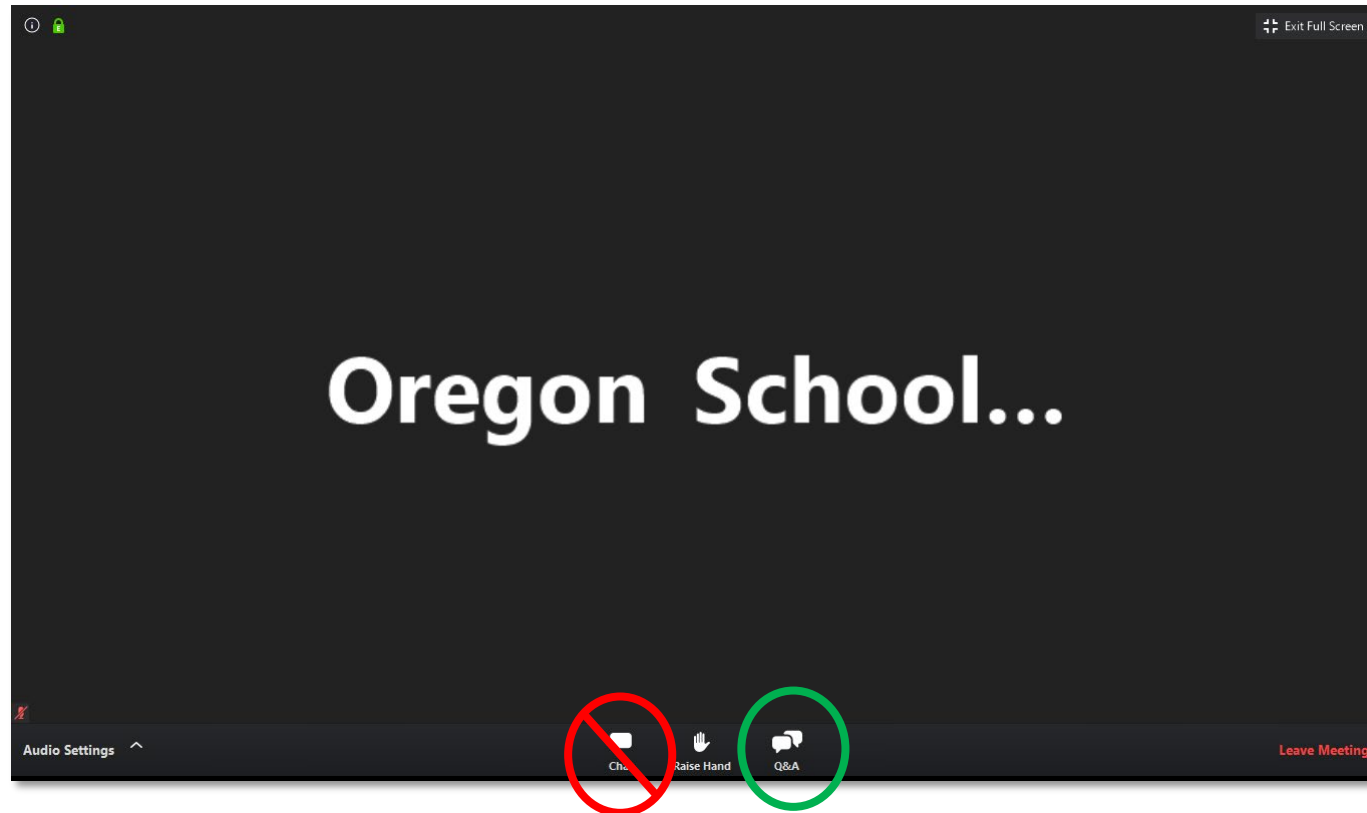 Exit Full Screen
Oregon School...
Audio Settings
Raise Hand
Q&A
Leave Meeting